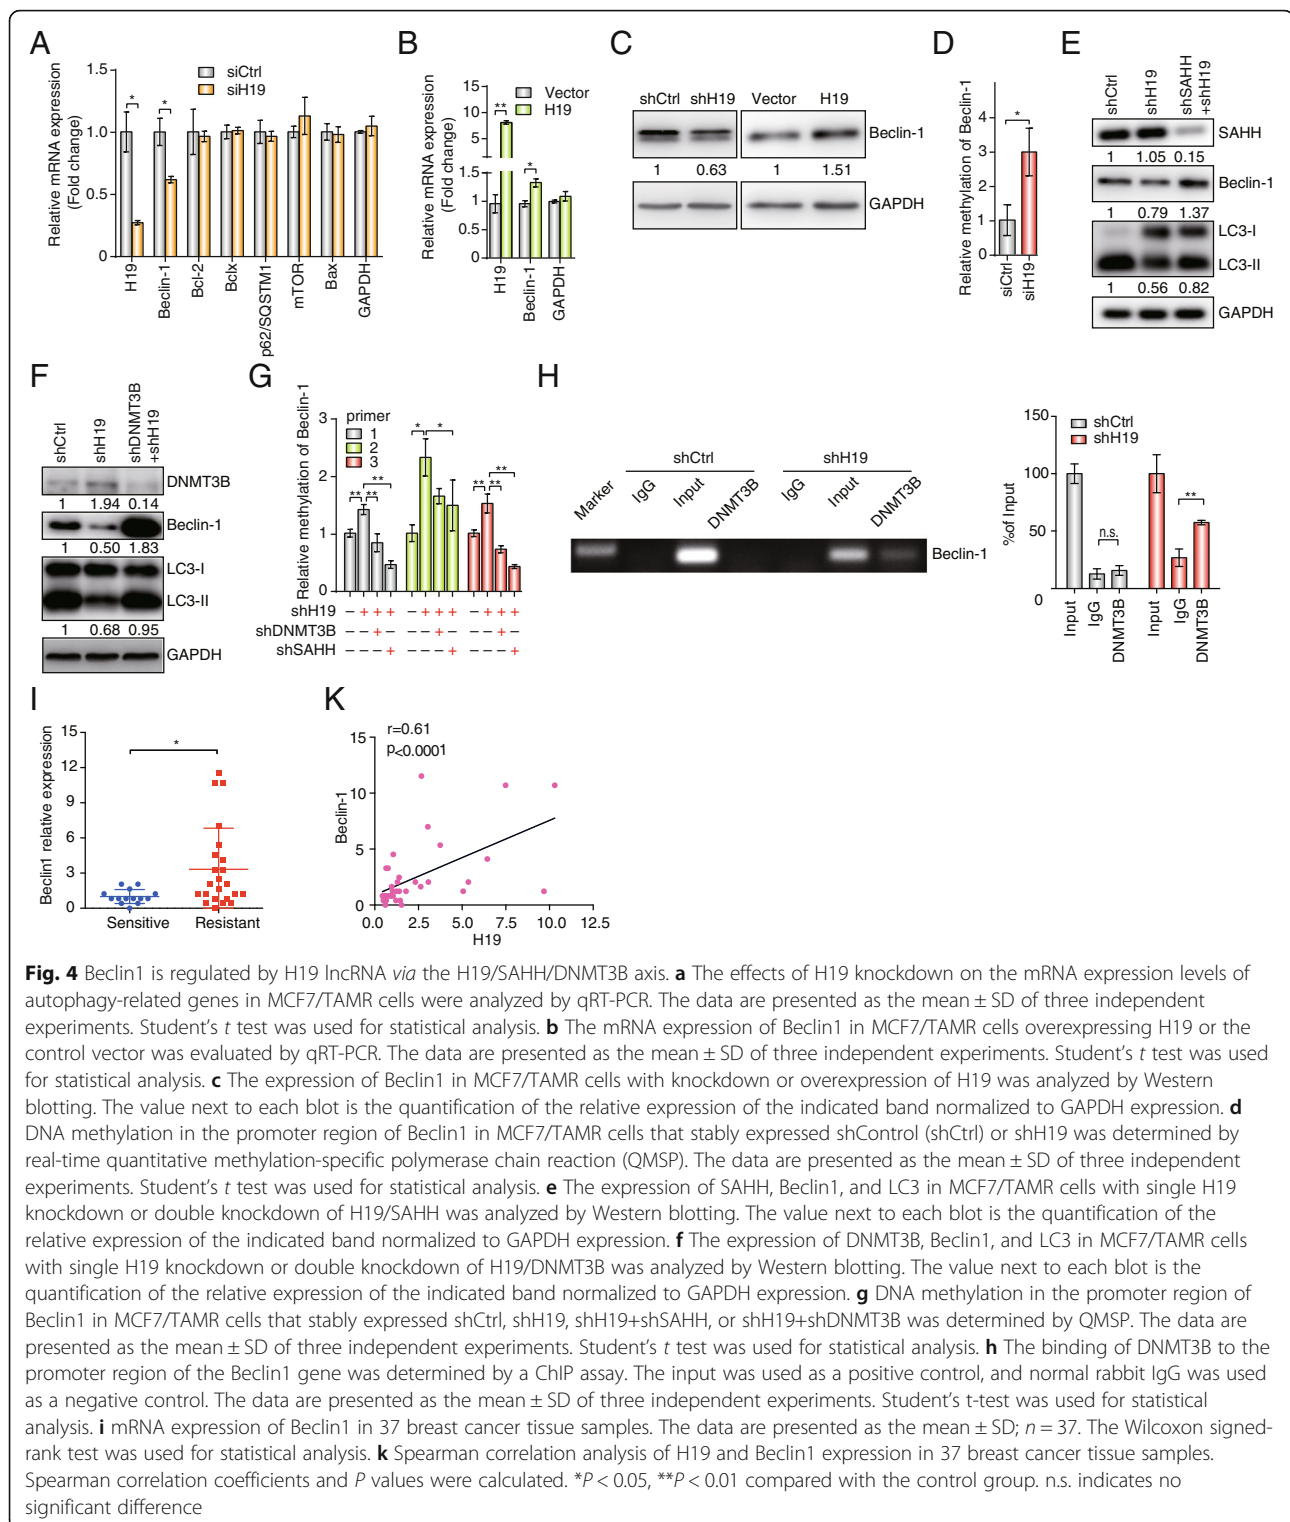 A
Relative mRNA expression
(Fold change)
1.5
1.0
0.5
0
siCtrl
siH19
*
*
H19
Beclin-1
Bcl-2
Bclx
p62/SQSTM1
mTOR
Bax
GAPDH
B
Relative mRNA expression
(Fold change)
15
10
5
1.5
1.0
.5
0
Vector
H19
**
*
H19
Beclin-1
GAPDH
C
shCtrl shH19 Vector H19
Beclin-1
1 0.63 1 1.51
GAPDH
D
Relative methylation of Beclin-1
5
4
3
2
1
0
*
siCtrl
siH19
E
shCtrl
shH19
shSAHH
+shH19
SAHH
1 1.05 0.15
Beclin-1
1 0.79 1.37
LC3-I
LC3-II
1 0.56 0.82
GAPDH
F
shCtrl
shH19
shDNMT3B
+shH19
DNMT3B
1 1.94 0.14
Beclin-1
1 0.50 1.83
LC3-I
LC3-II
1 0.68 0.95
GAPDH
G
Relative methylation of Beclin-1
3
2
1
0
primer
1
2
3
** ** **
* *
** ** **
shH19 − + + + − + + + − + + +
shDNMT3B − − + − − − + − − − + −
shSAHH − − − + − − − + − − − +
H
shCtrl shH19
Marker
IgG
Input
DNMT3B
IgG
Input
DNMT3B
Beclin-1
%of Input
150
100
50
0
shCtrl
shH19
n.s.
**
Input
IgG
DNMT3B
Input
IgG
DNMT3B
I
Beclin1 relative expression
15
12
9
6
3
0
*
Sensitive Resistant
K
r=0.61
p<0.0001
Beclin-1
15
10
5
0
0.0 2.5 5.0 7.5 10.0 12.5
H19
Fig. 4 Beclin1 is regulated by H19 lncRNA via the H19/SAHH/DNMT3B axis. a The effects of H19 knockdown on the mRNA expression levels of
autophagy-related genes in MCF7/TAMR cells were analyzed by qRT-PCR. The data are presented as the mean ± SD of three independent
experiments. Student's t test was used for statistical analysis. b The mRNA expression of Beclin1 in MCF7/TAMR cells overexpressing H19 or the
control vector was evaluated by qRT-PCR. The data are presented as the mean ± SD of three independent experiments. Student's t test was used
for statistical analysis. c The expression of Beclin1 in MCF7/TAMR cells with knockdown or overexpression of H19 was analyzed by Western
blotting. The value next to each blot is the quantification of the relative expression of the indicated band normalized to GAPDH expression. d
DNA methylation in the promoter region of Beclin1 in MCF7/TAMR cells that stably expressed shControl (shCtrl) or shH19 was determined by
real-time quantitative methylation-specific polymerase chain reaction (QMSP). The data are presented as the mean ± SD of three independent
experiments. Student's t test was used for statistical analysis. e The expression of SAHH, Beclin1, and LC3 in MCF7/TAMR cells with single H19
knockdown or double knockdown of H19/SAHH was analyzed by Western blotting. The value next to each blot is the quantification of the
relative expression of the indicated band normalized to GAPDH expression. f The expression of DNMT3B, Beclin1, and LC3 in MCF7/TAMR cells
with single H19 knockdown or double knockdown of H19/DNMT3B was analyzed by Western blotting. The value next to each blot is the
quantification of the relative expression of the indicated band normalized to GAPDH expression. g DNA methylation in the promoter region of
Beclin1 in MCF7/TAMR cells that stably expressed shCtrl, shH19, shH19+shSAHH, or shH19+shDNMT3B was determined by QMSP. The data are
presented as the mean ± SD of three independent experiments. Student's t test was used for statistical analysis. h The binding of DNMT3B to the
promoter region of the Beclin1 gene was determined by a ChIP assay. The input was used as a positive control, and normal rabbit IgG was used
as a negative control. The data are presented as the mean ± SD of three independent experiments. Student's t-test was used for statistical
analysis. i mRNA expression of Beclin1 in 37 breast cancer tissue samples. The data are presented as the mean ± SD; n = 37. The Wilcoxon signed-
rank test was used for statistical analysis. k Spearman correlation analysis of H19 and Beclin1 expression in 37 breast cancer tissue samples.
Spearman correlation coefficients and P values were calculated. *P < 0.05, **P < 0.01 compared with the control group. n.s. indicates no
significant difference